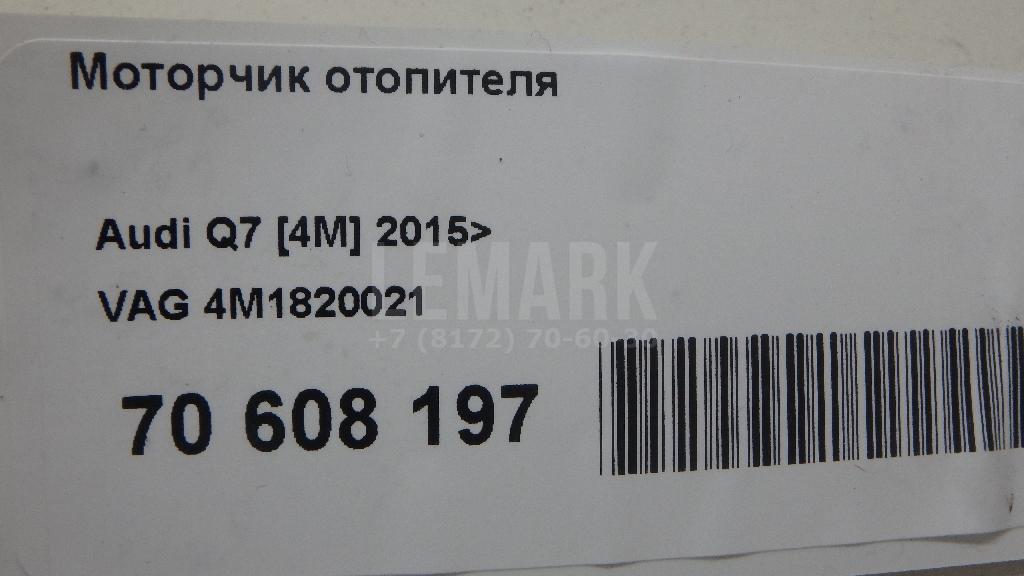 Моторчик отопителя
Audi Q7 [4M] 2015>
LEMARK
VAG 4M1820021
+7 (8172) 70-60-30
70 608 197